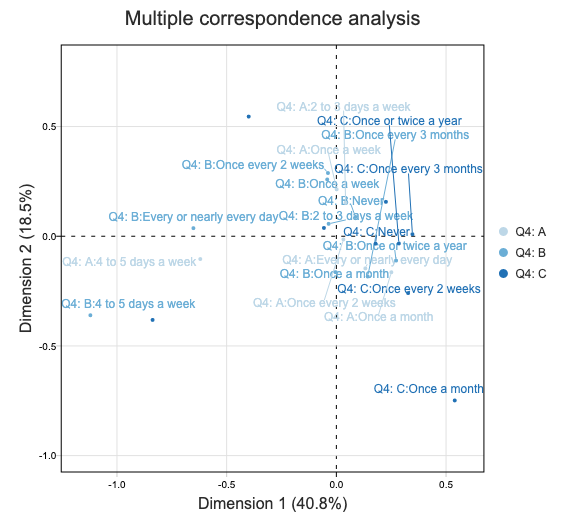 Multiple correspondence analysis
Q4: A:2 to 3 days a week
Q4: C:Once or twice a year
Q4: B:Once every 3 months
Q4: A:Once a week
Q4: B:Once every 2 weeks
Q4: C:Once every 3 months
Q4: B:Once a week
Q4: B:Never
Q4: B:Every or nearly every day
Q4: B:2 to 3 days a week
Q4: C:Never
Q4: B:Once or twice a year
Q4: A:4 to 5 days a week
Q4: A:Every or nearly every day
Q4: B:Once a month
Q4: C:Once every 2 weeks
Q4: B:4 to 5 days a week
Q4: A:Once every 2 weeks
Q4: A:Once a month
Q4: C:Once a month
0.5
0.0
-0.5
-1.0
-1.0
-0.5
0.0
0.5
Dimension 1 (40.8%)
Dimension 2 (18.5%)
Q4: A
Q4: B
Q4: C